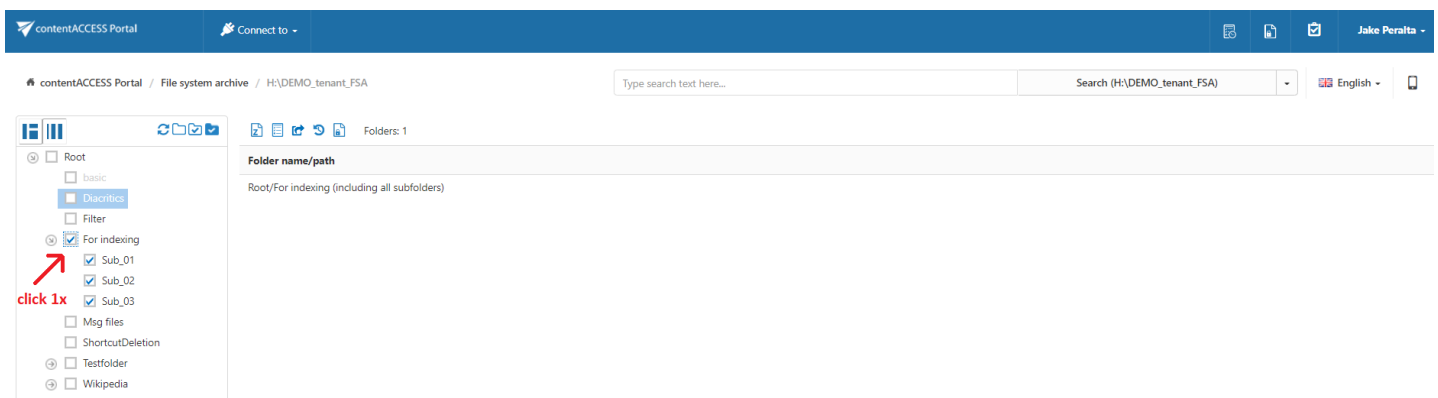 contentACCESS Portal
Connect to
Jake Peralta
contentACCESS Portal / File system archive / H:\DEMO_tenant_FSA
Type search text here...
Search (H:\DEMO_tenant_FSA)
English
Folders: 1
Root
Folder name/path
basic
Root/For indexing (including all subfolders)
Diacritics
Filter
For indexing
Sub_01
Sub_02
click 1x
Sub_03
Msg files
ShortcutDeletion
Testfolder
Wikipedia